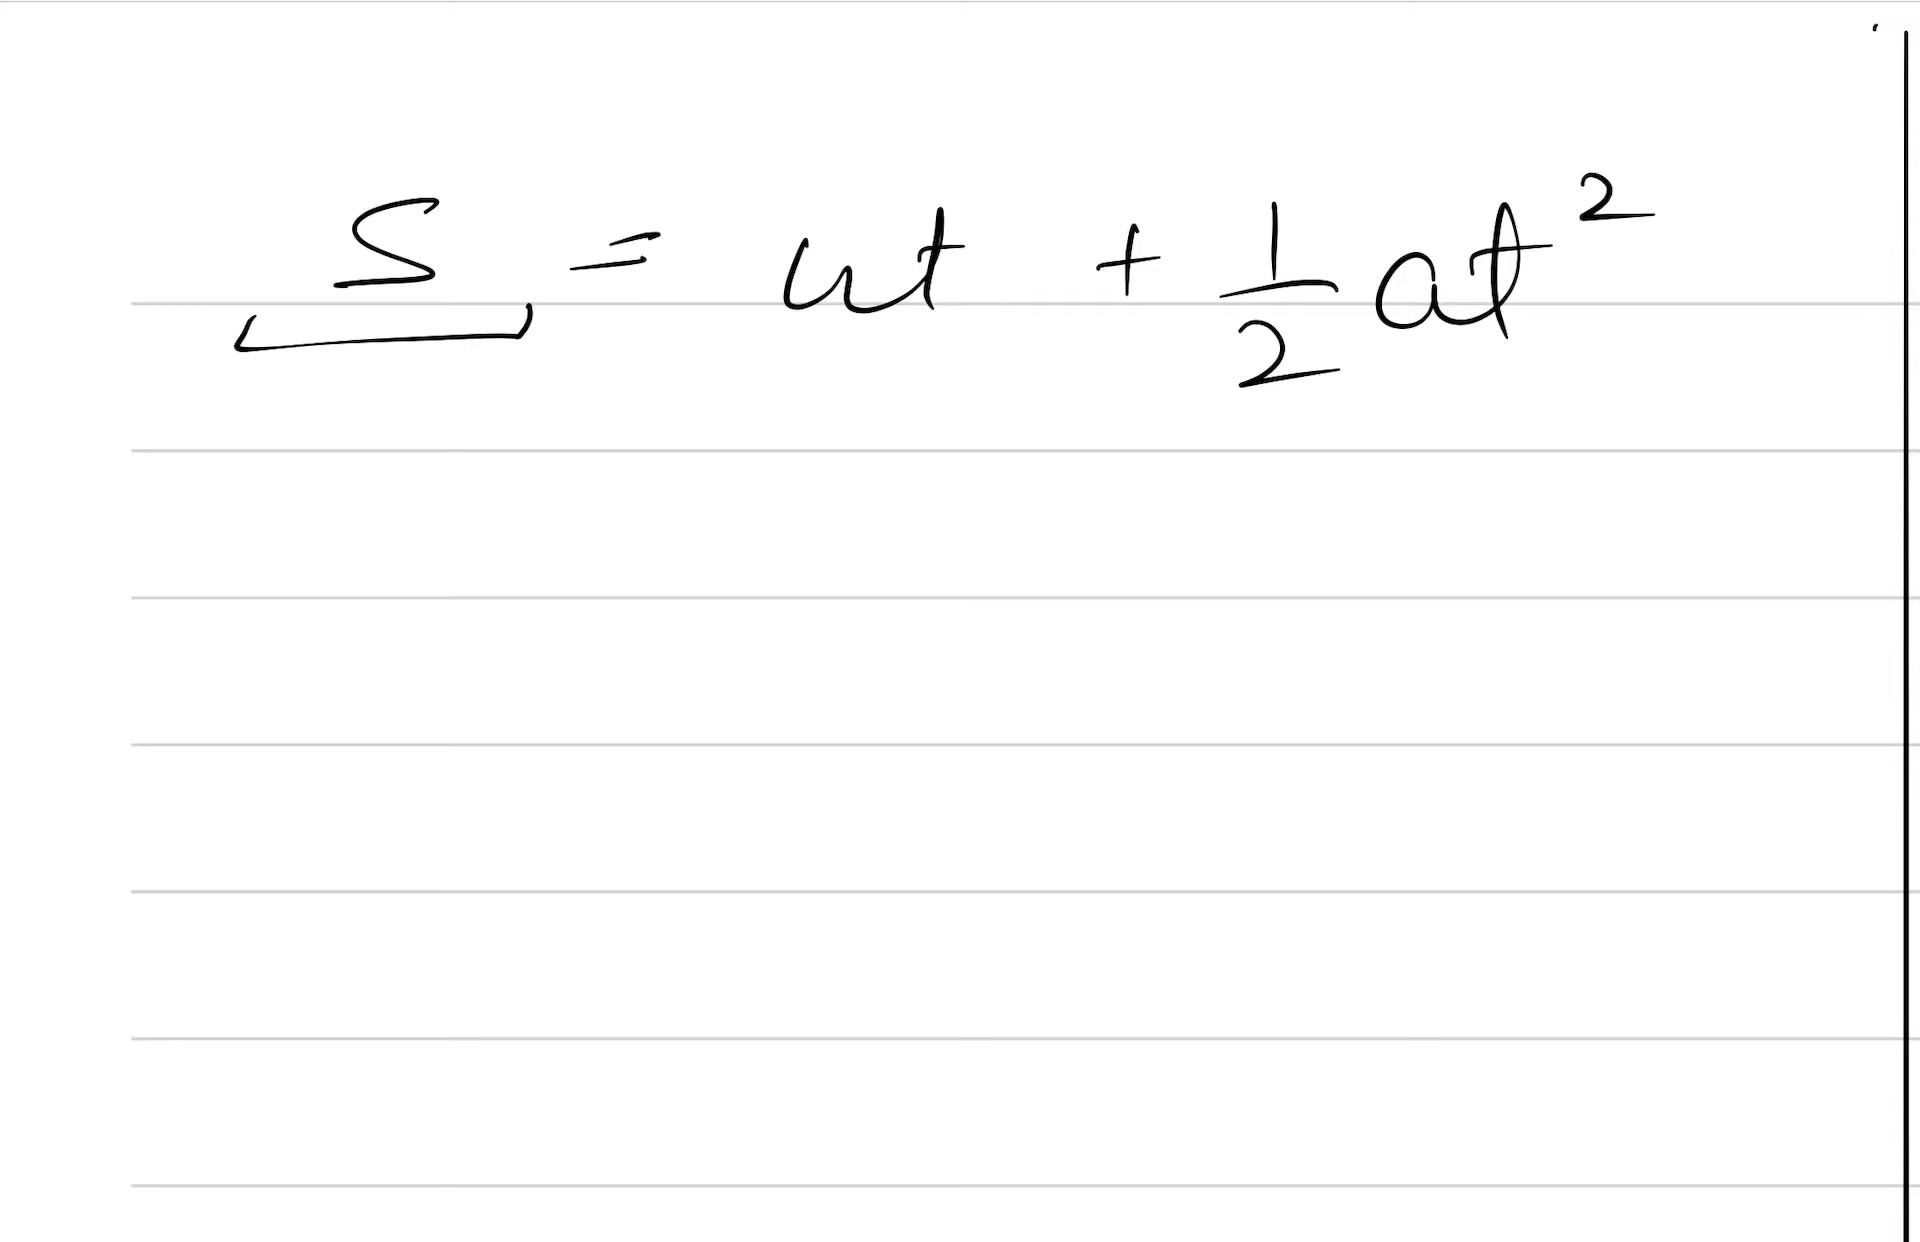 S = ut + 1/2 at²